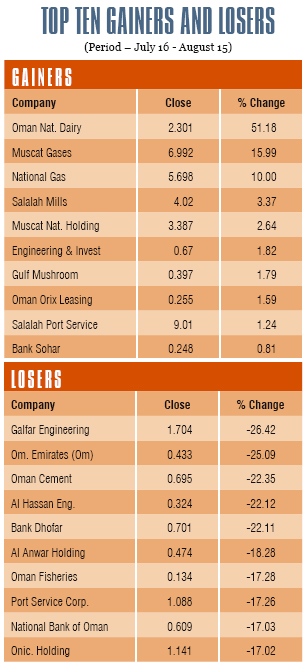 TOP TEN GAINERS AND LOSERS
(Period – July 16 - August 15)
GAINERS
Company Close % Change
Oman Nat. Dairy 2.301 51.18
Muscat Gases 6.992 15.99
National Gas 5.698 10.00
Salalah Mills 4.02 3.37
Muscat Nat. Holding 3.387 2.64
Engineering & Invest 0.67 1.82
Gulf Mushroom 0.397 1.79
Oman Orix Leasing 0.255 1.59
Salalah Port Service 9.01 1.24
Bank Sohar 0.248 0.81
LOSERS
Company Close % Change
Galfar Engineering 1.704 -26.42
Om. Emirates (Om) 0.433 -25.09
Oman Cement 0.695 -22.35
Al Hassan Eng. 0.324 -22.12
Bank Dhofar 0.701 -22.11
Al Anwar Holding 0.474 -18.28
Oman Fisheries 0.134 -17.28
Port Service Corp. 1.088 -17.26
National Bank of Oman 0.609 -17.03
Onic. Holding 1.141 -17.02